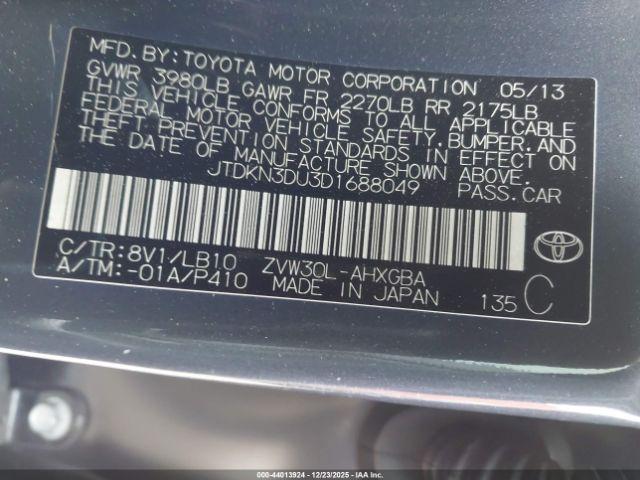 MFD. BY: TOYOTA MOTOR CORPORATION 05/13
GVWR 3980LB GAWR FR 2270LB RR 2175LB
THIS VEHICLE CONFORMS TO ALL APPLICABLE
FEDERAL MOTOR VEHICLE SAFETY, BUMPER, AND
THEFT PREVENTION STANDARDS IN EFFECT ON
THE DATE OF MANUFACTURE SHOWN ABOVE.
JTDKN3DU3D1688049 PASS.CAR
C/TR:8V1/LB10 ZVW30L-AHXGBA
A/TM:-01A/P410 MADE IN JAPAN 135 C
TOYOTA
000-44013924 - 12/23/2025 - IAAI.CA